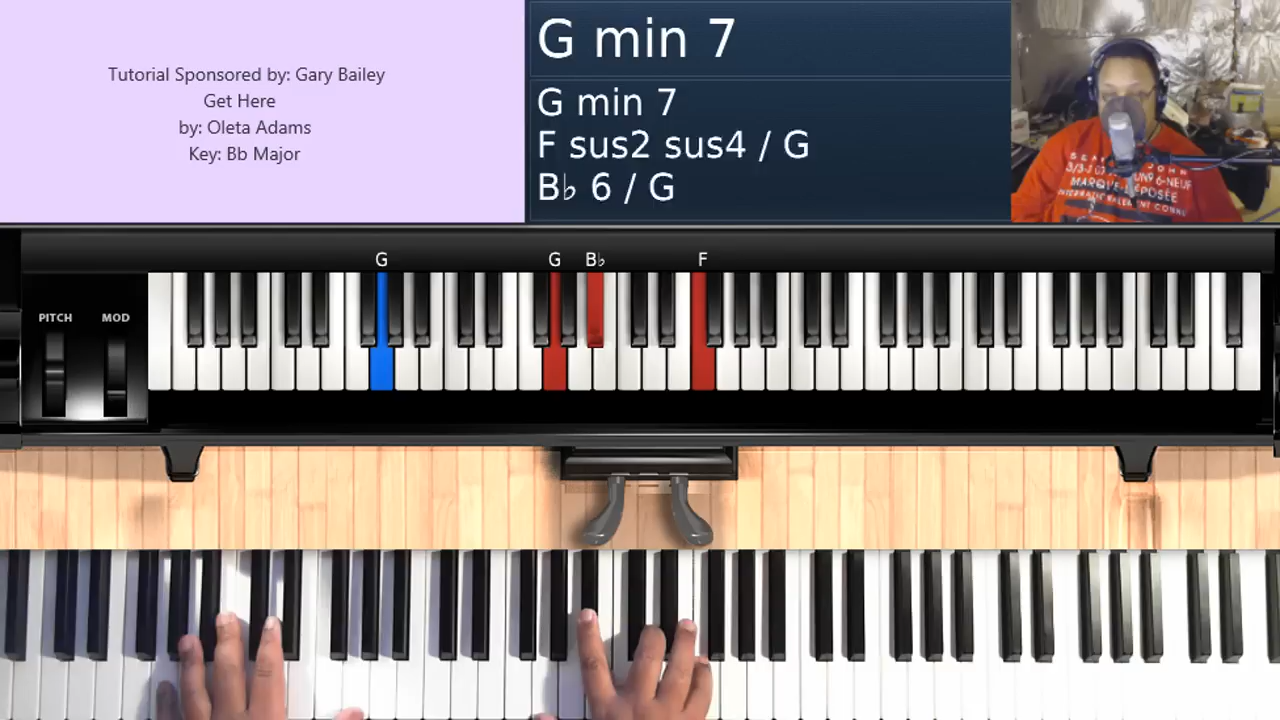 Tutorial Sponsored by: Gary Bailey
Get Here
by: Oleta Adams
Key: Bb Major
G min 7
G min 7
F sus2 sus4 / G
B♭ 6 / G
G G B♭ F
PITCH MOD